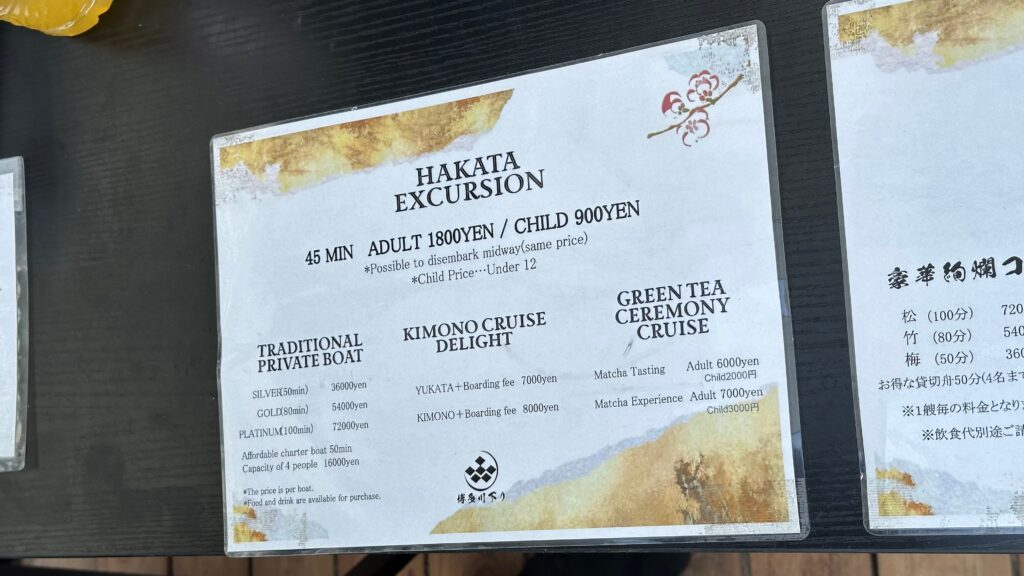 HAKATA
EXCURSION
45 MIN ADULT 1800YEN / CHILD 900YEN
*Possible to disembark midway(same price)
*Child Price…Under 12
TRADITIONAL
PRIVATE BOAT
SILVER(50min) 36000yen
GOLD(80min) 54000yen
PLATINUM(100min) 72000yen
Affordable charter boat 50min
Capacity of 4 people 16000yen
*The price is per boat.
*Food and drink are available for purchase.
KIMONO CRUISE
DELIGHT
YUKATA+Boarding fee 7000yen
KIMONO+Boarding fee 8000yen
博多川下り
GREEN TEA
CEREMONY
CRUISE
Matcha Tasting Adult 6000yen
Child2000円
Matcha Experience Adult 7000yen
Child3000円
豪華絢爛コ
松 (100分) 720
竹 (80分) 540
梅 (50分) 360
お得な貸切舟50分(4名まで
※1艘毎の料金となりま
※飲食代別途ご請